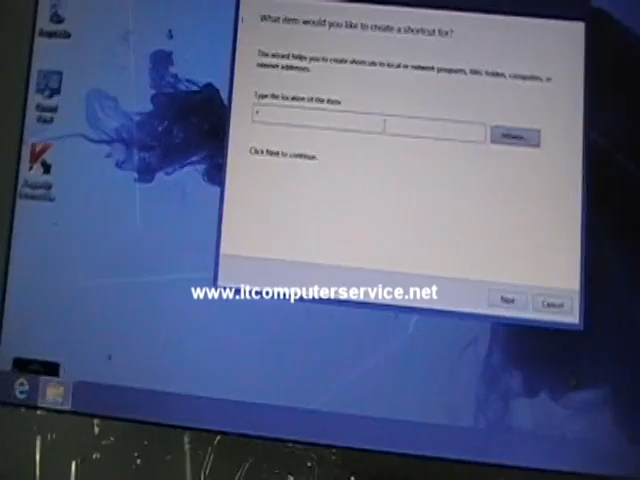 What item would you like to create a shortcut for?
The wizard helps you to create shortcuts to local or network programs, files, folders, computers, or
Internet addresses.
Type the location of the item:
Browse...
Click Next to continue.
www.itcomputerservice.net
Next
Cancel